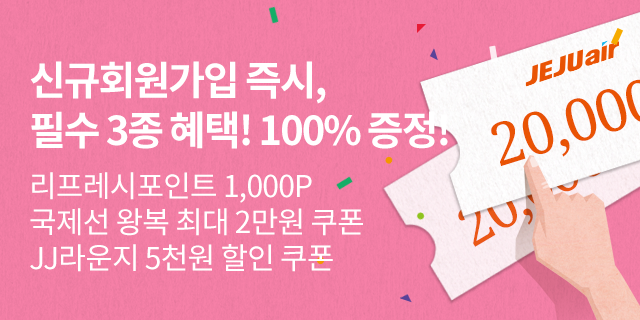 신규회원가입 즉시,
필수 3종 혜택! 100% 증정!
리프레시포인트 1,000P
국제선 왕복 최대 2만원 쿠폰
JJ라운지 5천원 할인 쿠폰
JEJUair
20,000